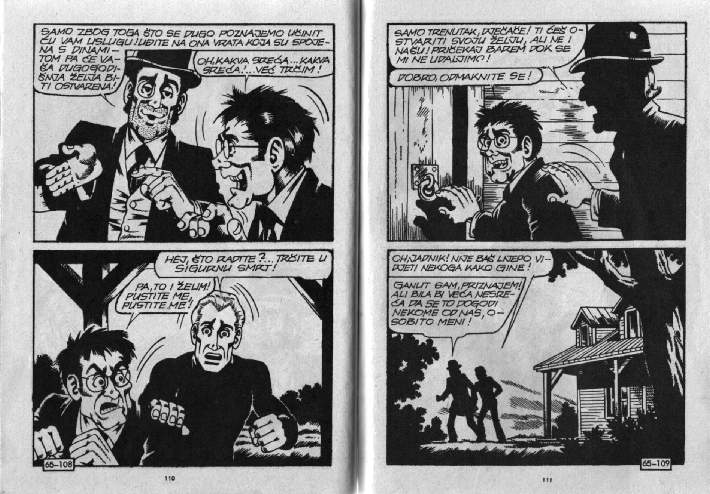 SAMO ZBOG TOGA ŠTO SE DUGO POZNAJEMO UČINIT
ĆU VAM USLUGU! UĐITE NA ONA VRATA KOJA SU SPOJE-
NA S DINAMI-
TOM PA ĆE VA-
ŠA DUGOGODI-
ŠNJA ŽELJA BI-
TI OSTVARENA!
OH, KAKVA SREĆA... KAKVA
SREĆA!... VEĆ TRČIM!
HEJ, ŠTO RADITE?... TRČITE U
SIGURNU SMRT!
PA, TO I ŽELIM!
PUSTITE ME,
PUSTITE ME!
65-108
110
SAMO TRENUTAK, DJEČAČE! TI ĆEŠ O-
STVARITI SVOJU ŽELJU, ALI NE I
NAŠU! PRIČEKAJ BAREM DOK SE
MI NE UDALJIMO!
DOBRO, ODMAKNITE SE!
OH, JADNIK! NIJE BAŠ LIJEPO VI-
DJETI NEKOGA KAKO GINE!
GANUT SAM, PRIZNAJEM!
ALI BILA BI VEĆA NESRE-
ĆA DA SE TO DOGODI
NEKOME OD NAS, O-
SOBITO MENI!
65-109
111